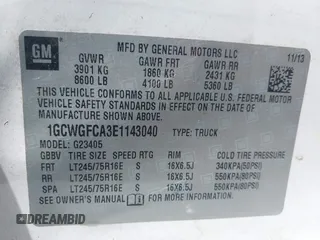 GM
MFD BY GENERAL MOTORS LLC
11/13
GVWR GAWR FRT GAWR RR
3901 KG 1860 KG 2431 KG
8600 LB 4100 LB 5360 LB
THIS VEHICLE CONFORMS TO ALL APPLICABLE U.S. FEDERAL MOTOR VEHICLE SAFETY STANDARDS IN EFFECT ON THE DATE OF MANUFACTURE SHOWN ABOVE.
1GCWGFCA3E1143040 TYPE: TRUCK
MODEL: G23405
GBBV TIRE SIZE SPEED RTG RIM COLD TIRE PRESSURE
FRT LT245/75R16E S 16X6.5J 340KPA(50PSI)
RR LT245/75R16E S 16X6.5J 550KPA(80PSI)
SPA LT245/75R16E S 16X6.5J 550KPA(80PSI)
SEE OWNER'S MANUAL FOR ADDITIONAL INFORMATION
AUTOBIDMASTER